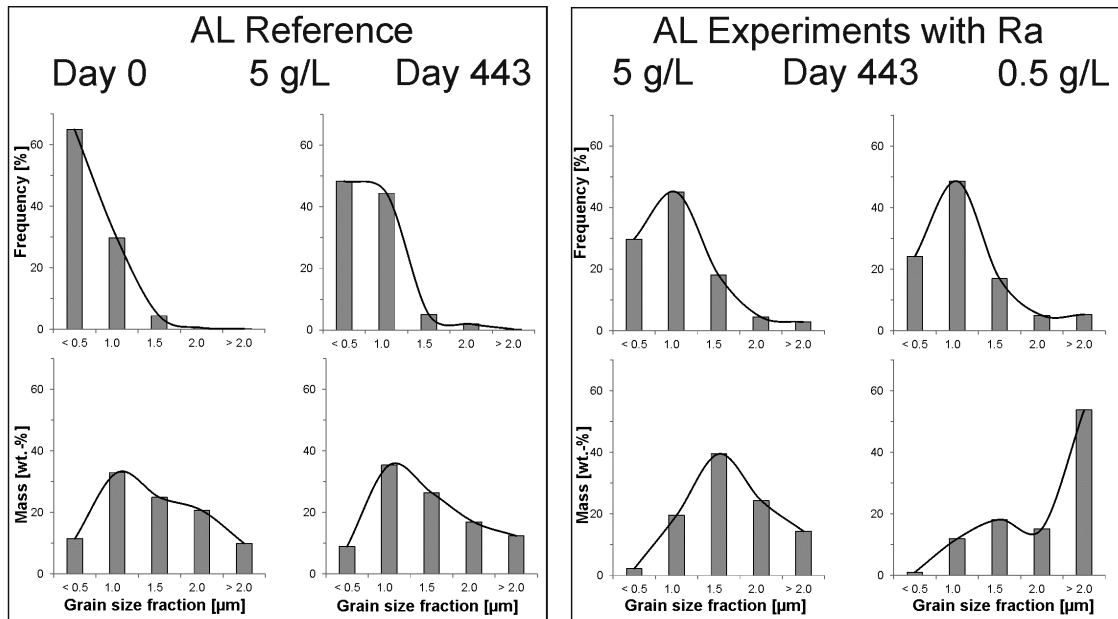 AL Reference
Day 0 5 g/L Day 443
Frequency [%]
60
40
20
0
< 0.5 1.0 1.5 2.0 > 2.0
60
40
20
0
< 0.5 1.0 1.5 2.0 > 2.0
Mass [wt.-%]
60
40
20
0
< 0.5 1.0 1.5 2.0 > 2.0
Grain size fraction [µm]
60
40
20
0
< 0.5 1.0 1.5 2.0 > 2.0
Grain size fraction [µm]
AL Experiments with Ra
5 g/L Day 443 0.5 g/L
Frequency [%]
60
40
20
0
< 0.5 1.0 1.5 2.0 > 2.0
60
40
20
0
< 0.5 1.0 1.5 2.0 > 2.0
Mass [wt.-%]
60
40
20
0
< 0.5 1.0 1.5 2.0 > 2.0
Grain size fraction [µm]
60
40
20
0
< 0.5 1.0 1.5 2.0 > 2.0
Grain size fraction [µm]